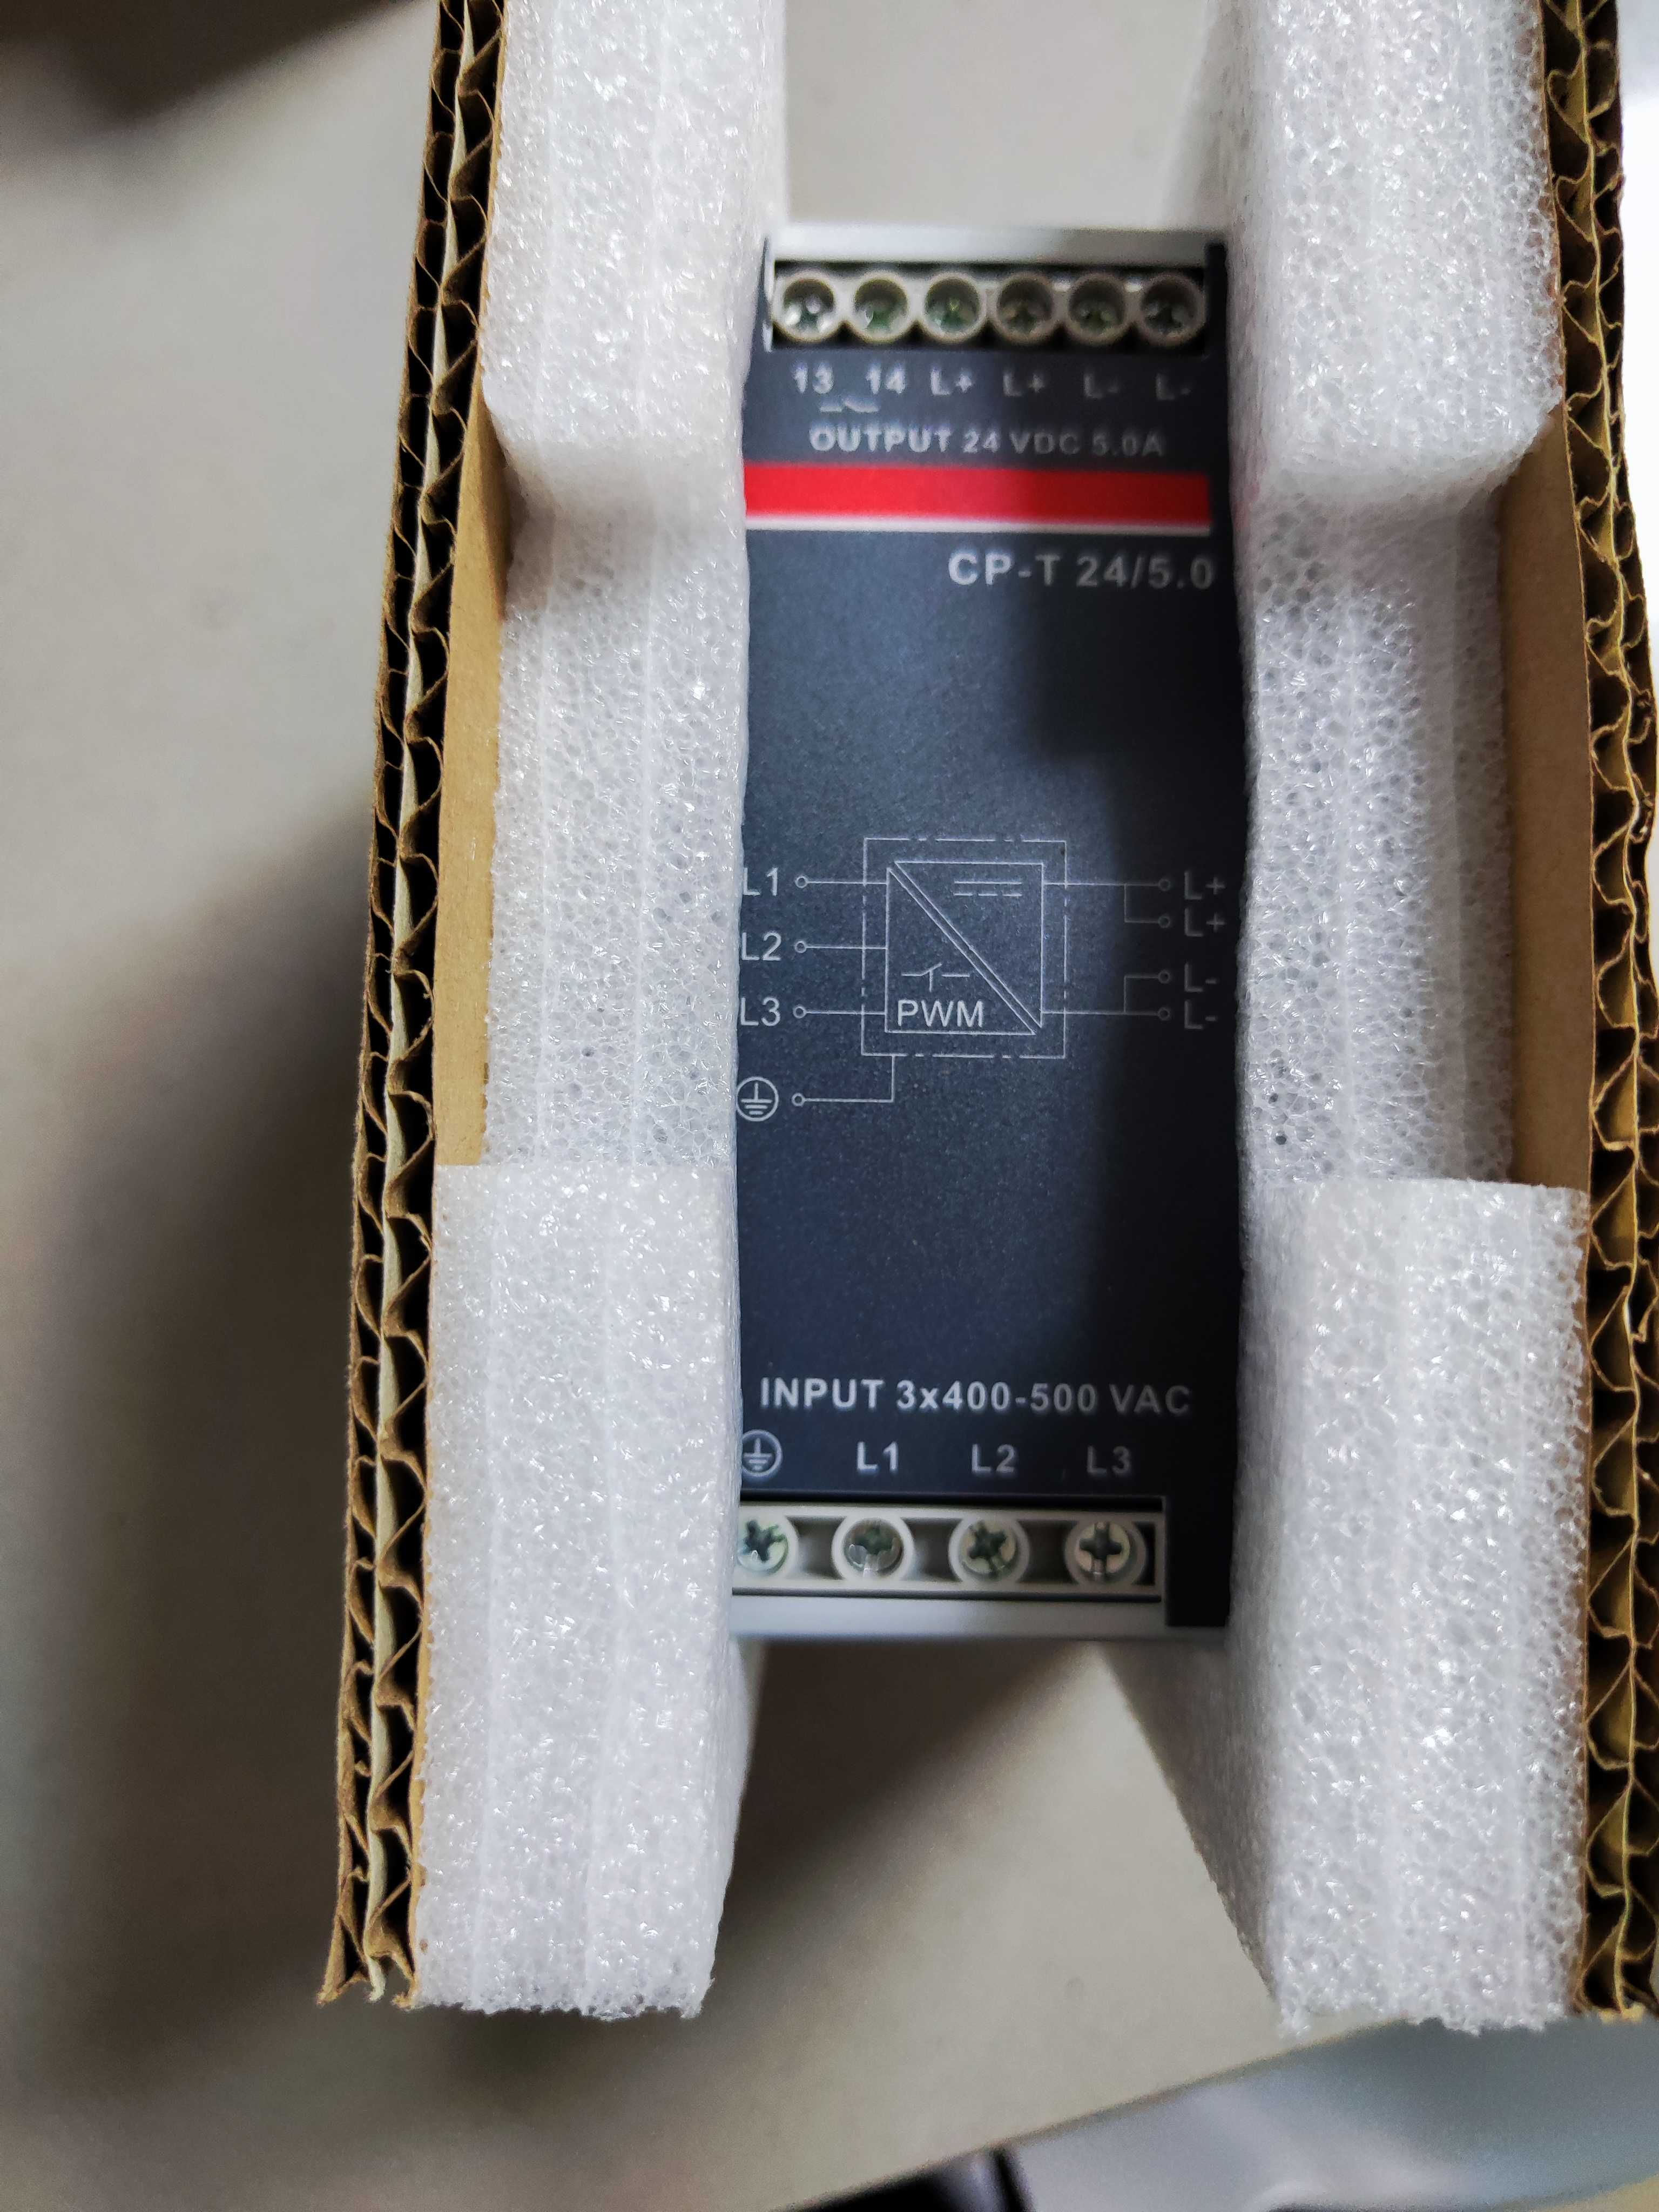 13 14 L+ L+ L- L-
OUTPUT 24 VDC 5.0A
CP-T 24/5.0
L1
L+
L+
L2
L-
L3
PWM
L-
INPUT 3x400-500 VAC
L1 L2 L3